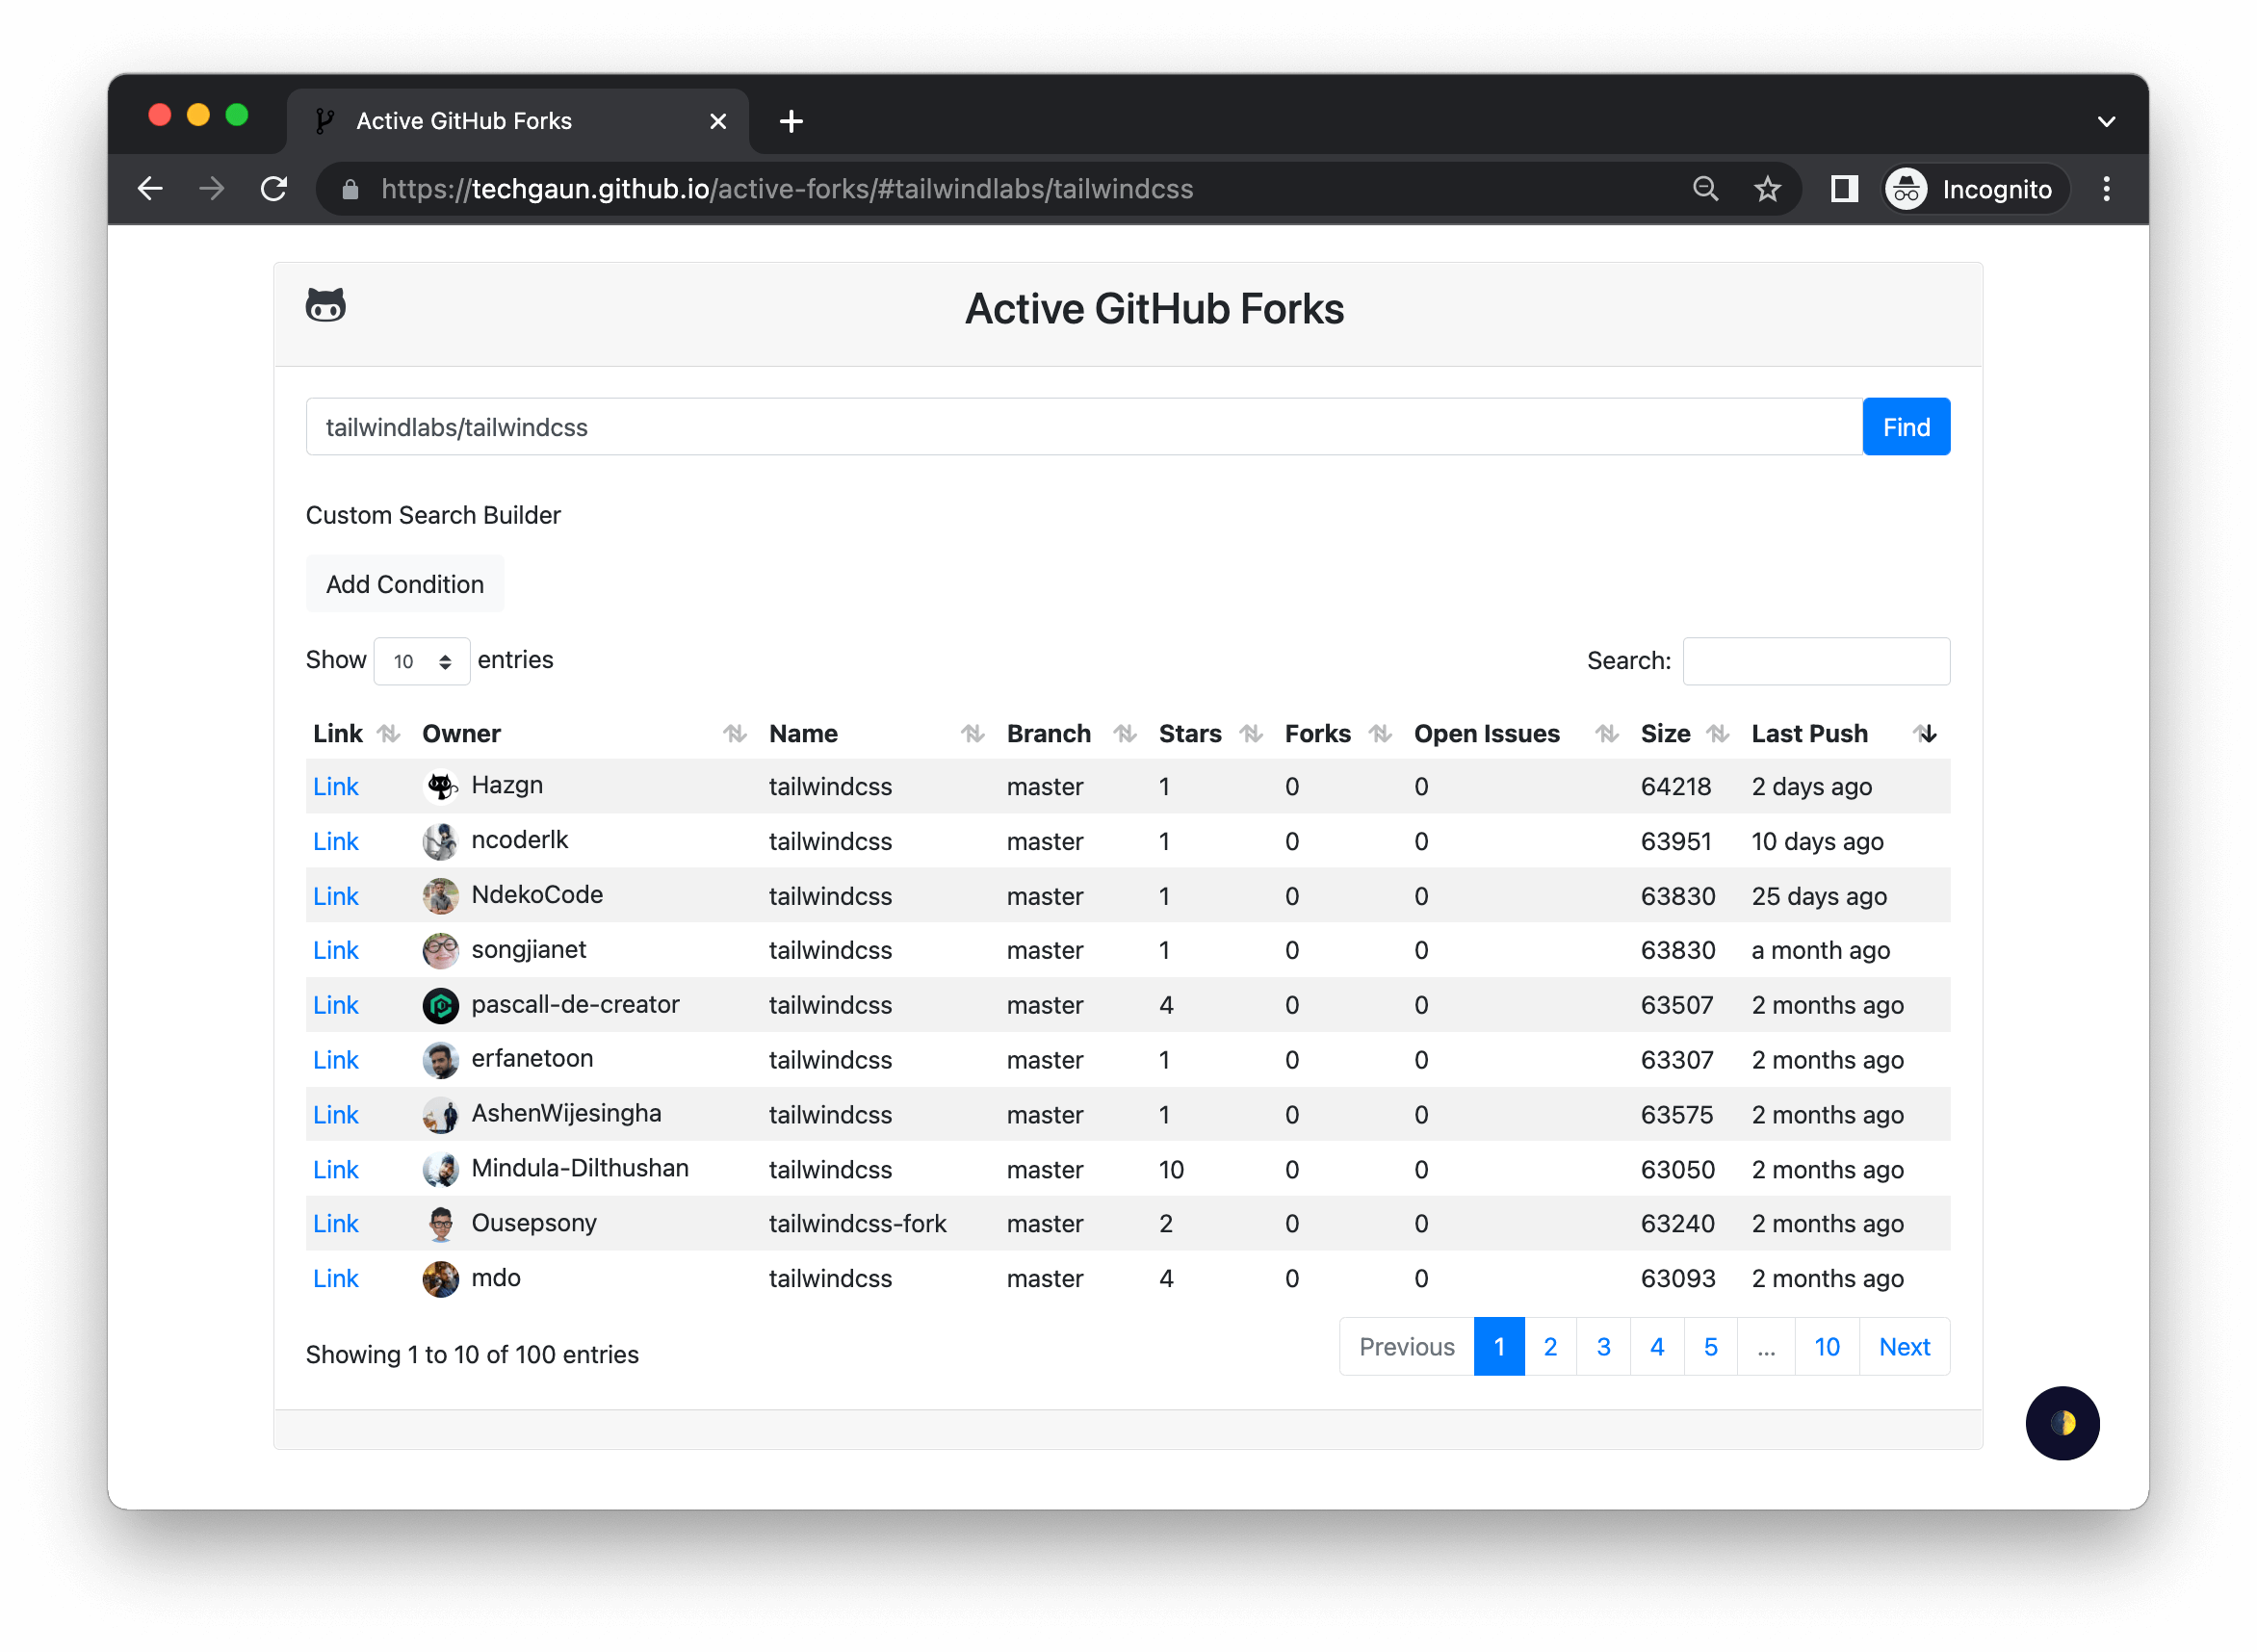 Active GitHub Forks
https://techgaun.github.io/active-forks/#tailwindlabs/tailwindcss
Incognito
Active GitHub Forks
tailwindlabs/tailwindcss Find
Custom Search Builder
Add Condition
Show 10 entries Search:
Link Owner Name Branch Stars Forks Open Issues Size Last Push
Link Hazgn tailwindcss master 1 0 0 64218 2 days ago
Link ncoderlk tailwindcss master 1 0 0 63951 10 days ago
Link NdekoCode tailwindcss master 1 0 0 63830 25 days ago
Link songjianet tailwindcss master 1 0 0 63830 a month ago
Link pascall-de-creator tailwindcss master 4 0 0 63507 2 months ago
Link erfanetoon tailwindcss master 1 0 0 63307 2 months ago
Link AshenWijesingha tailwindcss master 1 0 0 63575 2 months ago
Link Mindula-Dilthushan tailwindcss master 10 0 0 63050 2 months ago
Link Ousepsony tailwindcss-fork master 2 0 0 63240 2 months ago
Link mdo tailwindcss master 4 0 0 63093 2 months ago
Showing 1 to 10 of 100 entries Previous 1 2 3 4 5 ... 10 Next